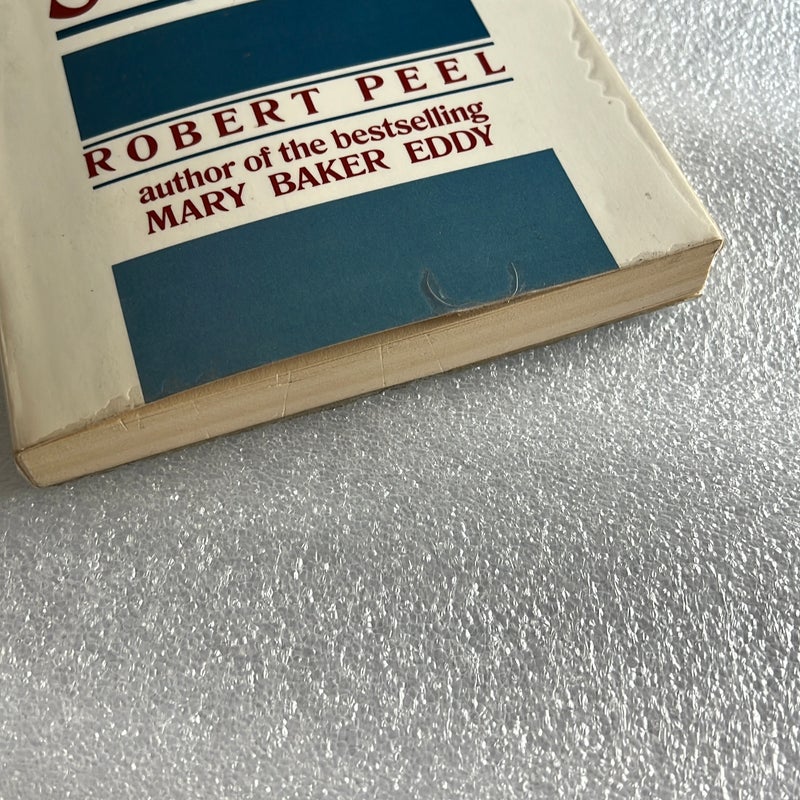 ROBERT PEEL
author of the bestselling
MARY BAKER EDDY